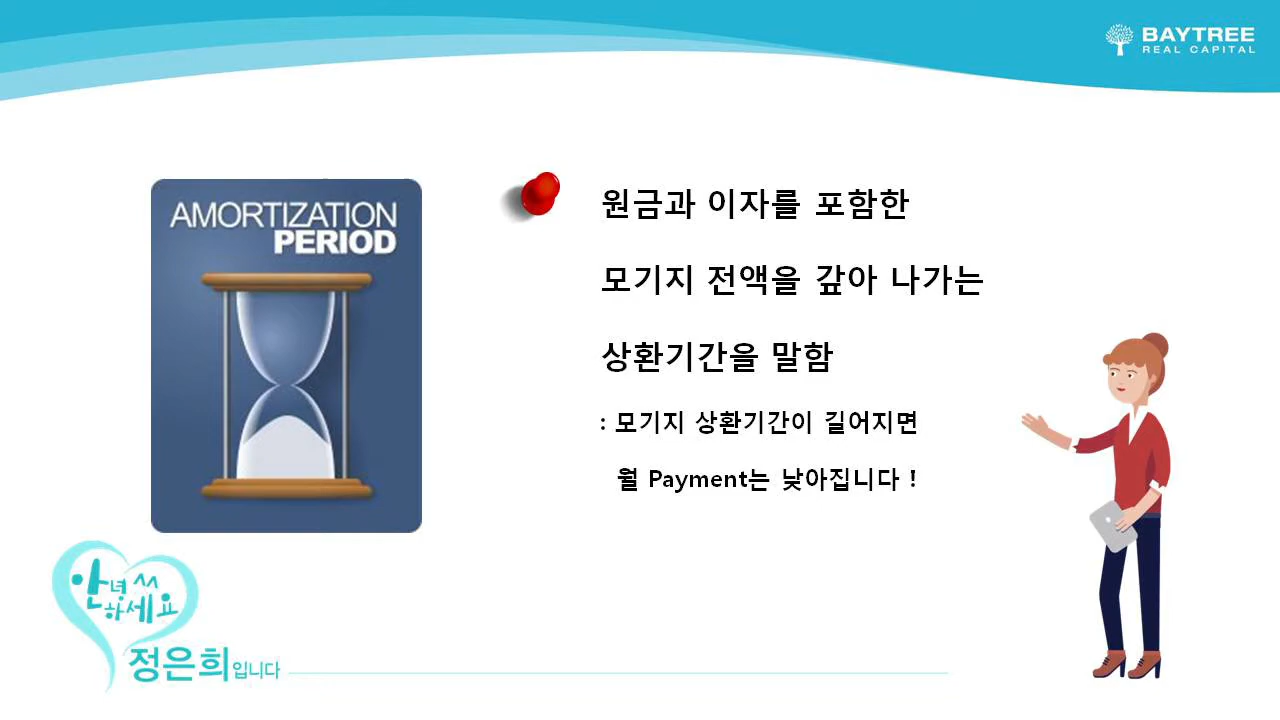 BAYTREE
REAL CAPITAL
AMORTIZATION
PERIOD
원금과 이자를 포함한
모기지 전액을 갚아 나가는
상환기간을 말함
: 모기지 상환기간이 길어지면
월 Payment는 낮아집니다 !
안녕 ^^
하세요
정은희입니다